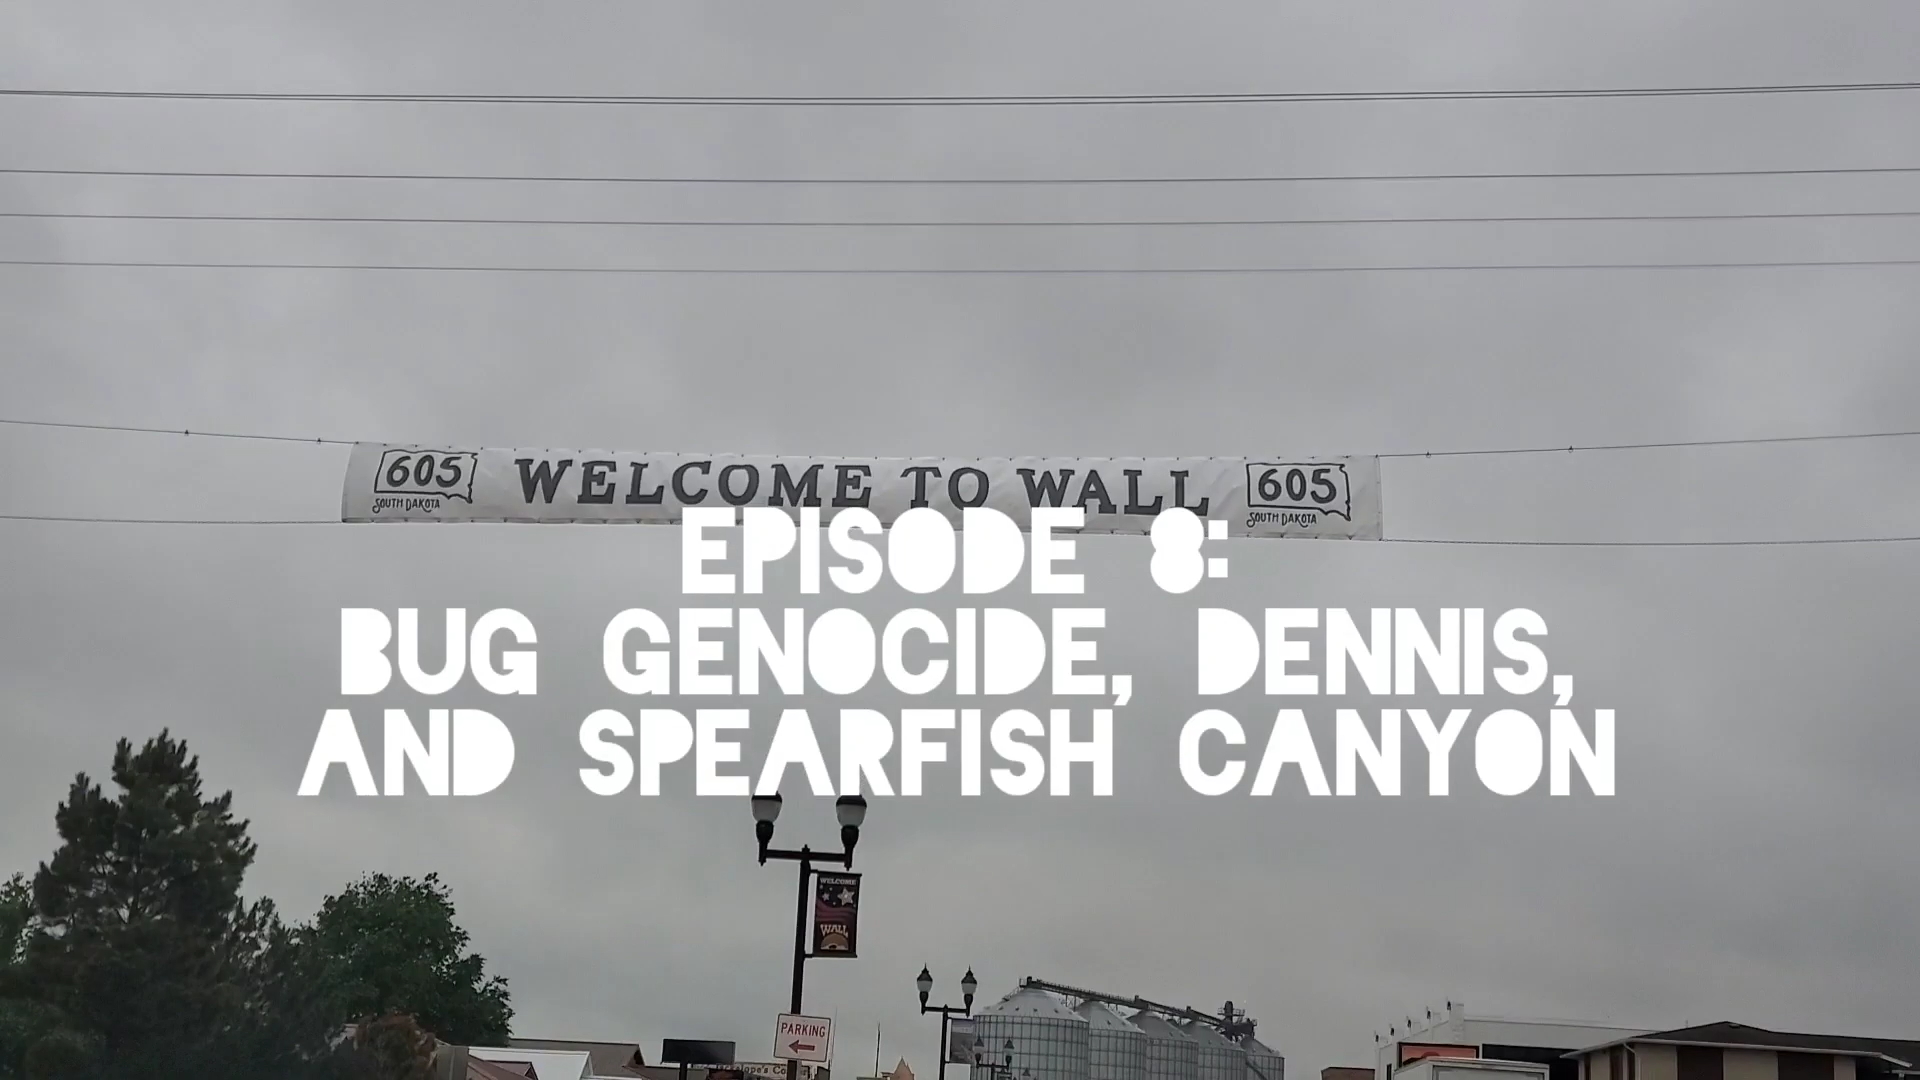 605
SOUTH DAKOTA
WELCOME TO WALL
605
SOUTH DAKOTA
EPISODE 8:
BUG GENOCIDE, DENNIS,
AND SPEARFISH CANYON
WELCOME
WALL
PARKING